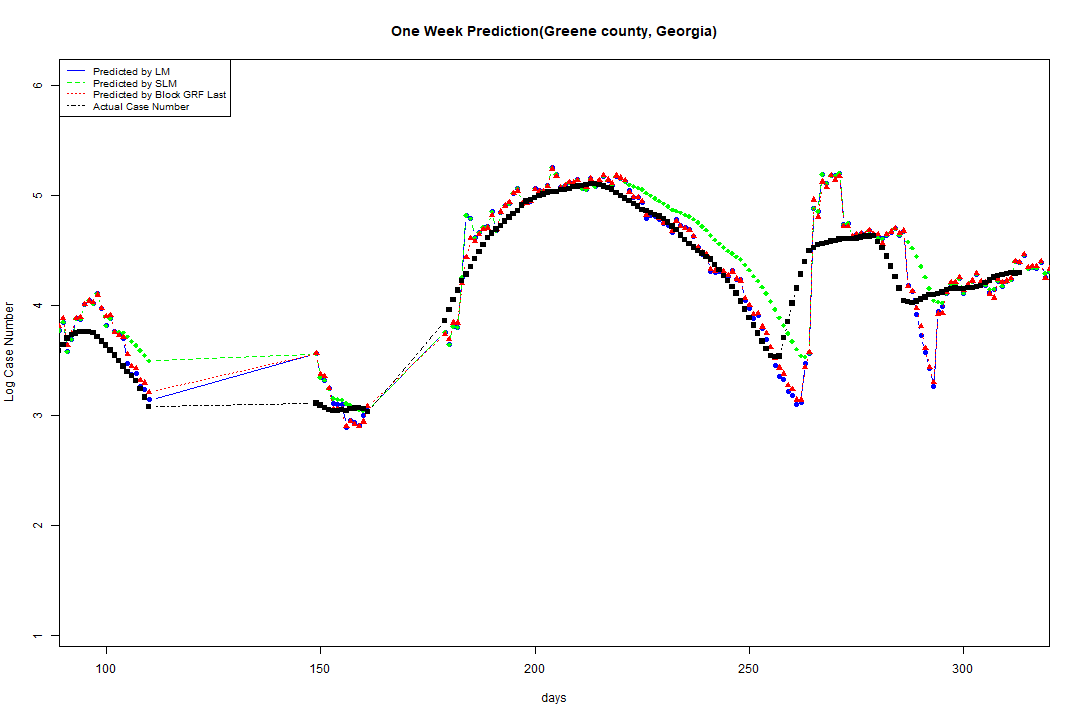 One Week Prediction(Greene county, Georgia)
Predicted by LM
Predicted by SLM
Predicted by Block GRF Last
Actual Case Number
6
5
4
3
2
1
Log Case Number
100 150 200 250 300
days